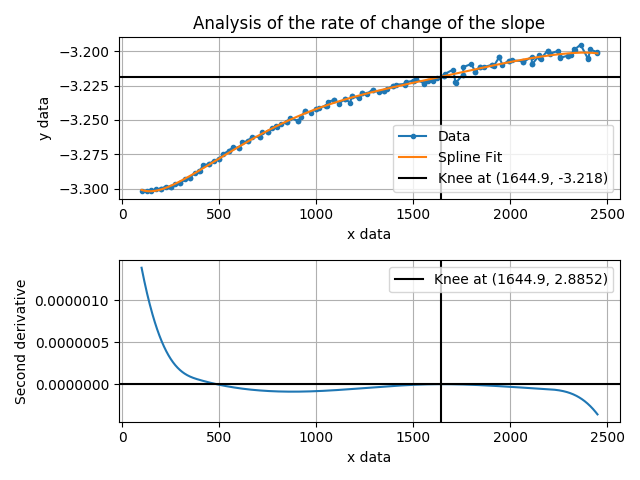 Analysis of the rate of change of the slope
−3.200
−3.225
−3.250
−3.275
−3.300
y data
Data
Spline Fit
Knee at (1644.9, -3.218)
0 500 1000 1500 2000 2500
x data
Knee at (1644.9, 2.8852)
0.0000010
0.0000005
0.0000000
Second derivative
0 500 1000 1500 2000 2500
x data